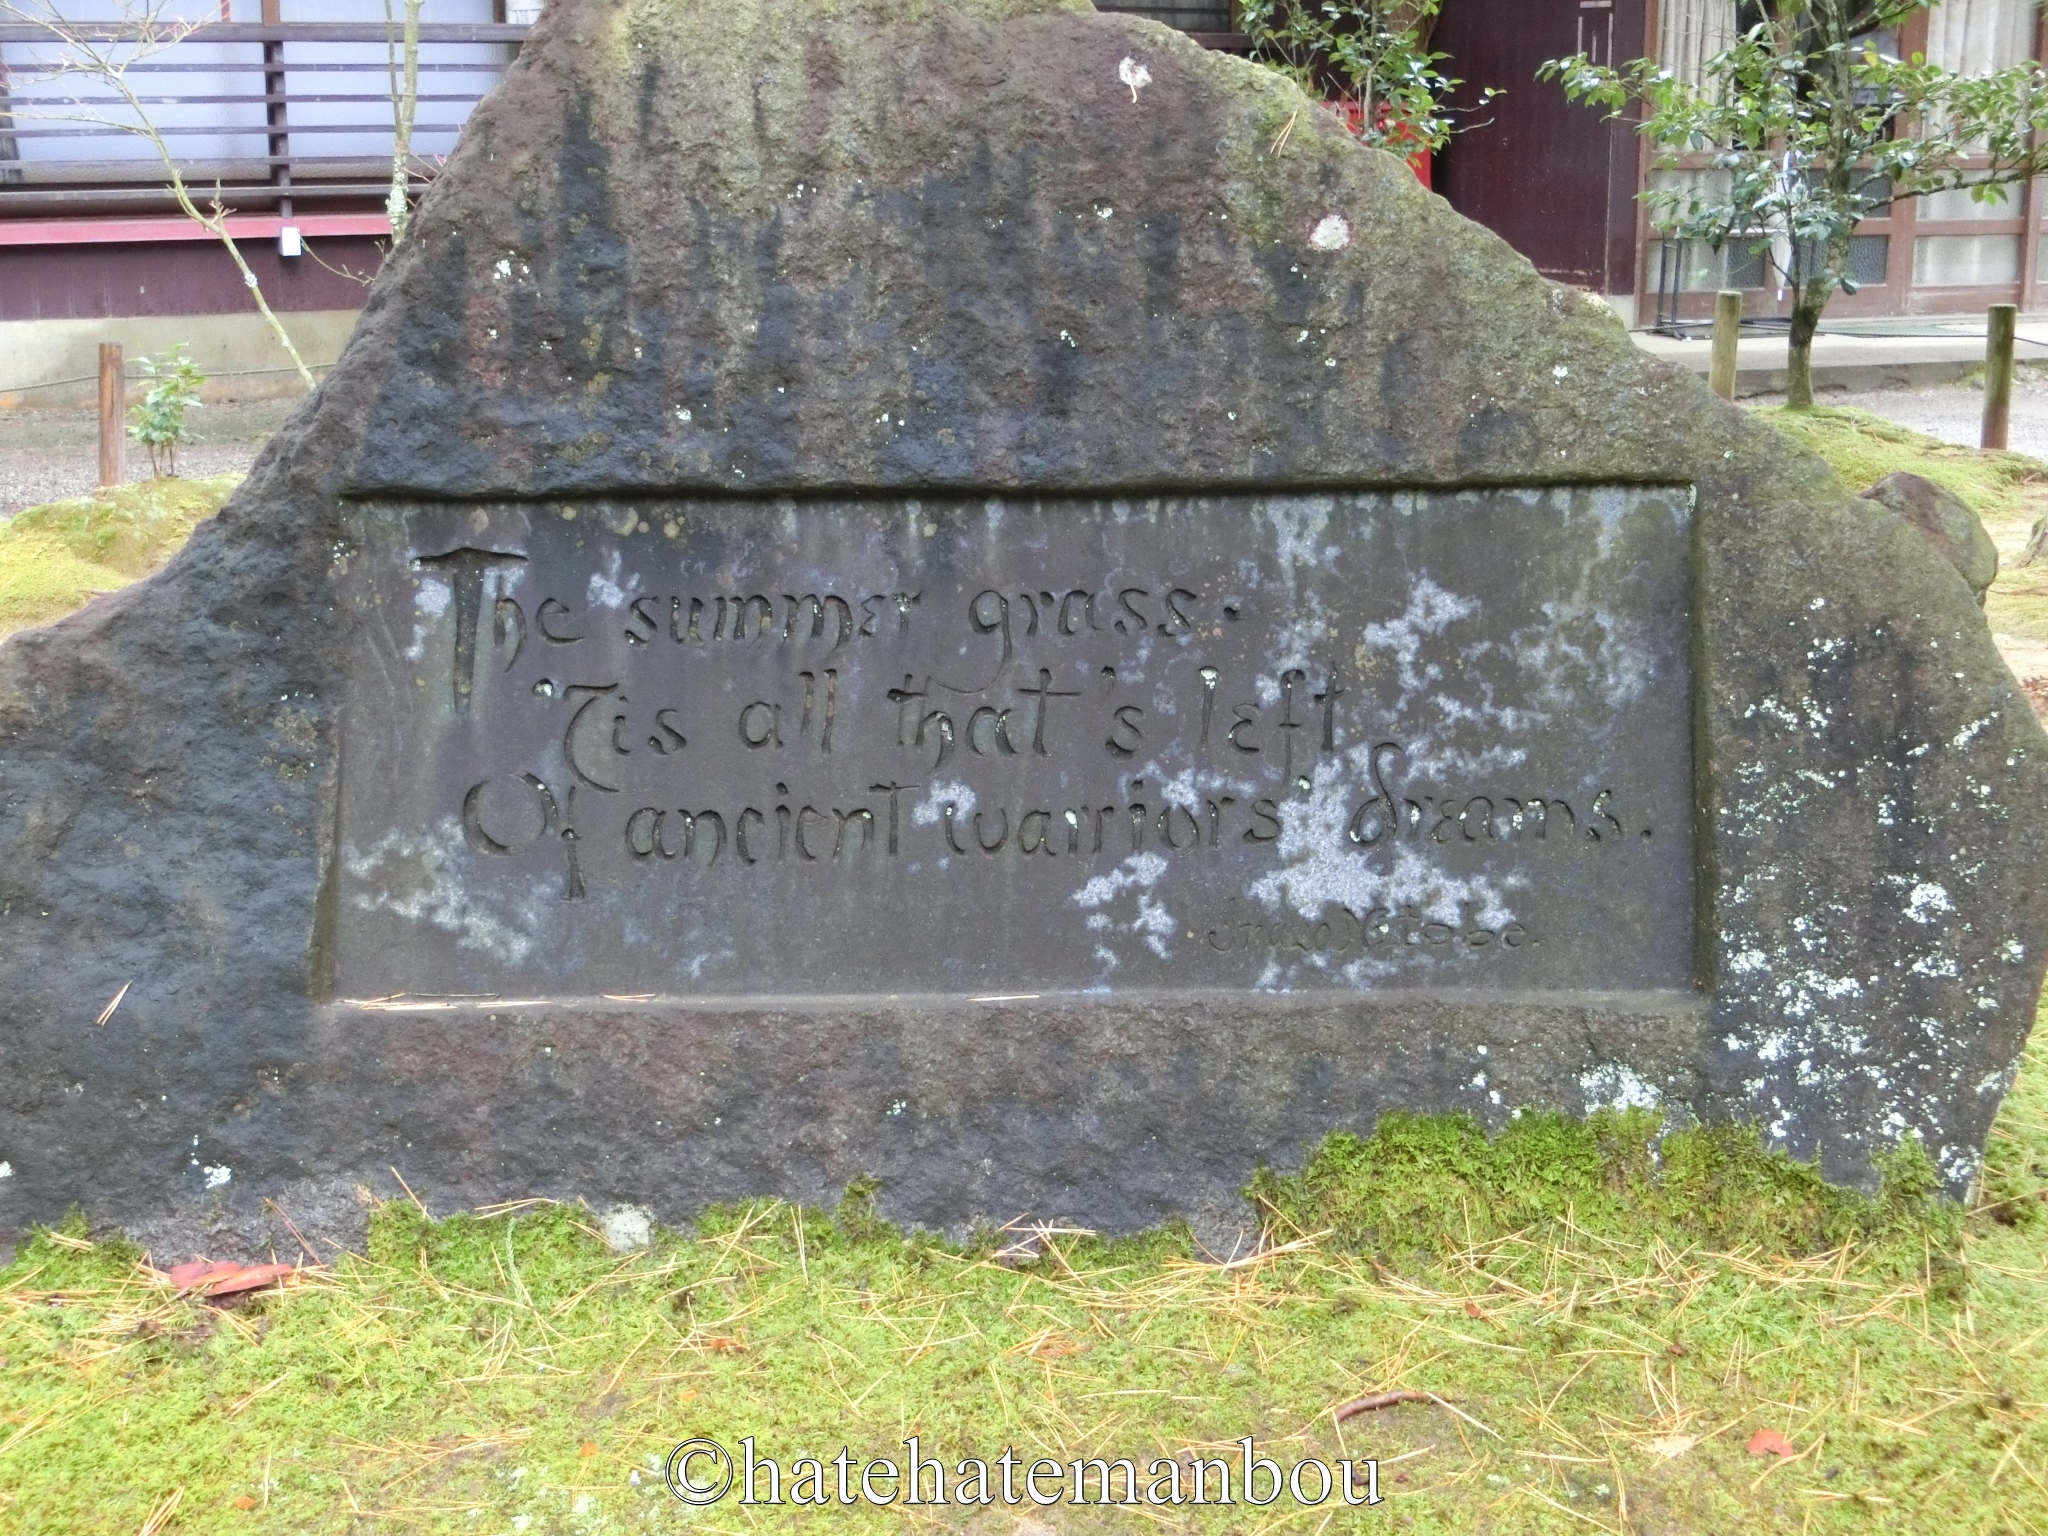 The summer grass.
'Tis all that's left
Of ancient warriors' dreams.
Inazo Nitobe.
©hatehatemanbou